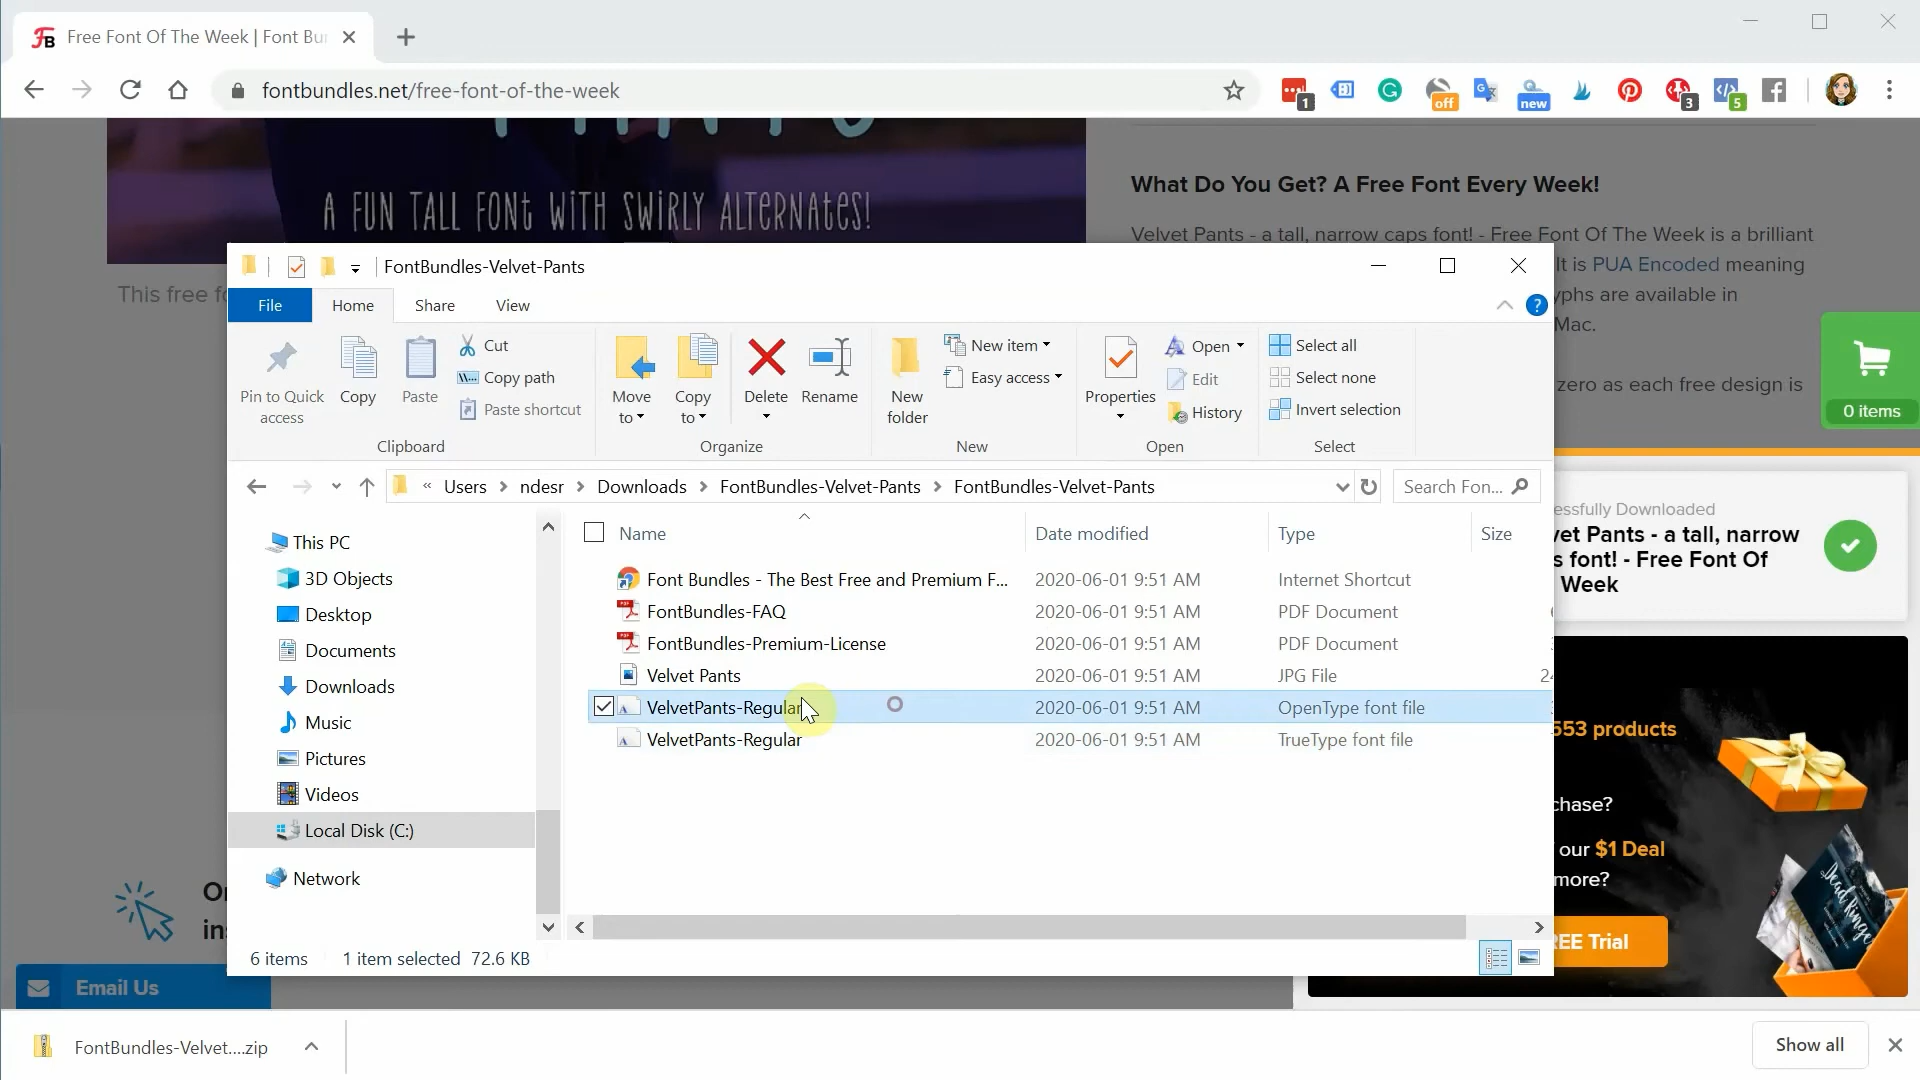 Free Font Of The Week | Font Bun
fontbundles.net/free-font-of-the-week
1
off
new
3
5
A FUN TALL FONT WITH SWIRLY ALTERNATES!
This free fo
What Do You Get? A Free Font Every Week!
Velvet Pants - a tall, narrow caps font! - Free Font Of The Week is a brilliant
It is PUA Encoded meaning
yphs are available in
Mac.
zero as each free design is
0 items
FontBundles-Velvet-Pants
File
Home
Share
View
Pin to Quick access
Copy
Paste
Cut
Copy path
Paste shortcut
Clipboard
Move to
Copy to
Delete
Rename
Organize
New folder
New item
Easy access
New
Properties
Open
Edit
History
Open
Select all
Select none
Invert selection
Select
« Users > ndesr > Downloads > FontBundles-Velvet-Pants > FontBundles-Velvet-Pants
Search Fon...
This PC
3D Objects
Desktop
Documents
Downloads
Music
Pictures
Videos
Local Disk (C:)
Network
Name Date modified Type Size
Font Bundles - The Best Free and Premium F... 2020-06-01 9:51 AM Internet Shortcut
FontBundles-FAQ 2020-06-01 9:51 AM PDF Document
FontBundles-Premium-License 2020-06-01 9:51 AM PDF Document
Velvet Pants 2020-06-01 9:51 AM JPG File 24
VelvetPants-Regular 2020-06-01 9:51 AM OpenType font file
VelvetPants-Regular 2020-06-01 9:51 AM TrueType font file
6 items 1 item selected 72.6 KB
essfully Downloaded
vet Pants - a tall, narrow
s font! - Free Font Of
Week
553 products
chase?
our $1 Deal
more?
REE Trial
Dead Ringer
Email Us
FontBundles-Velvet....zip
Show all